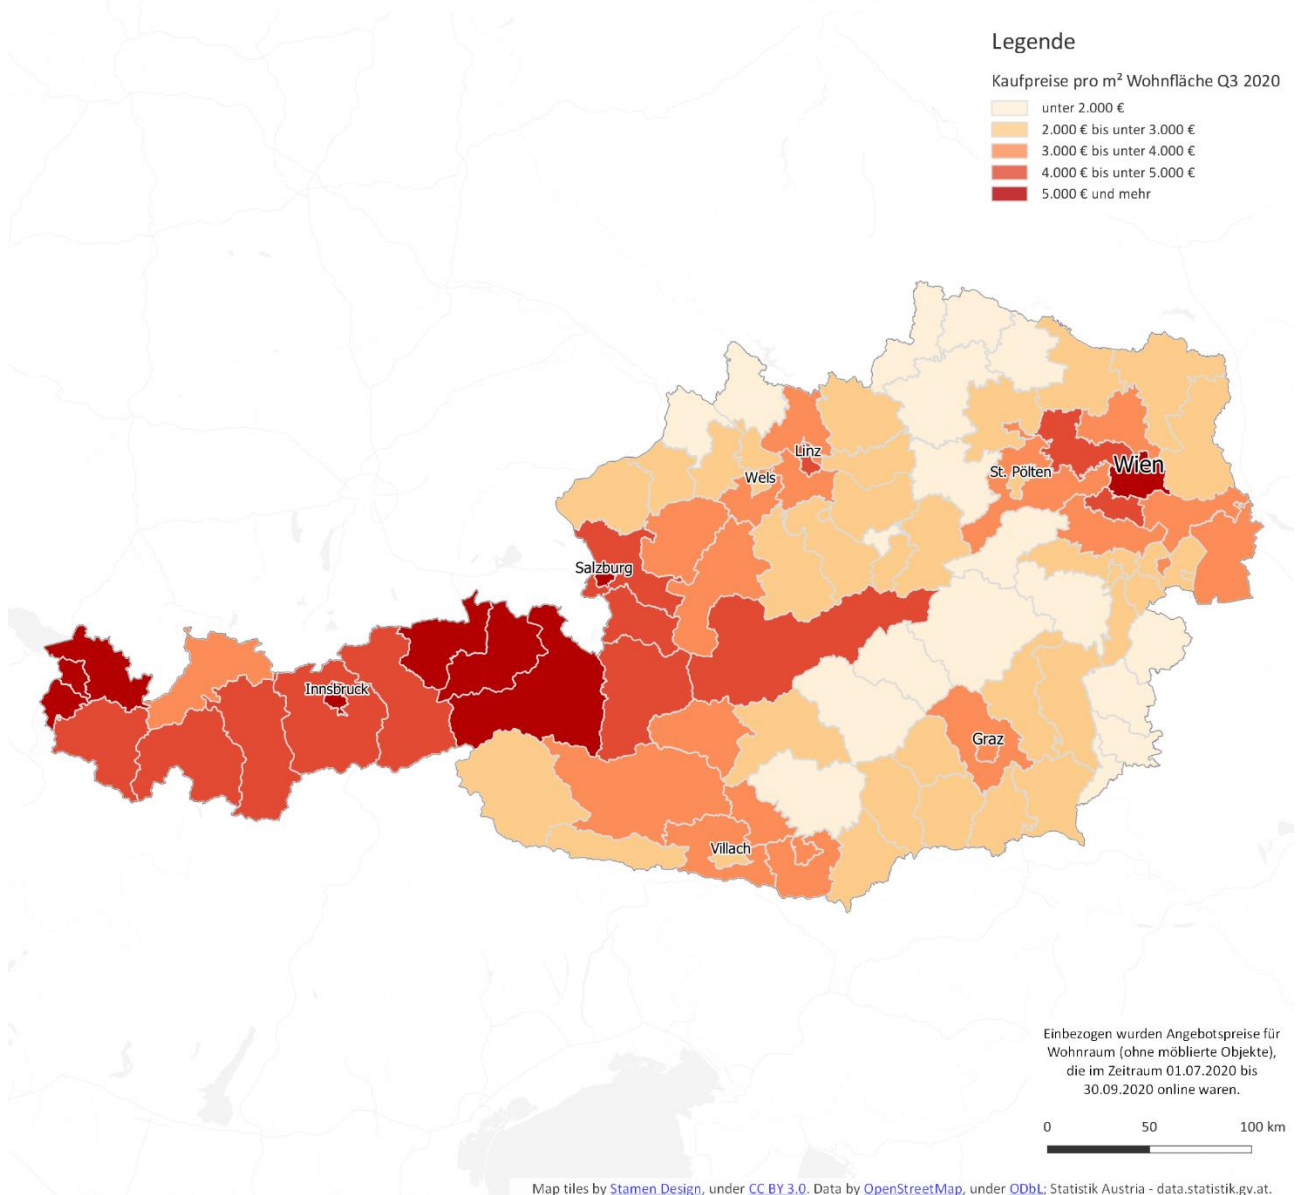 Legende
Kaufpreise pro m² Wohnfläche Q3 2020
unter 2.000 €
2.000 € bis unter 3.000 €
3.000 € bis unter 4.000 €
4.000 € bis unter 5.000 €
5.000 € und mehr
Linz
Wels
St. Pölten
Wien
Salzburg
Innsbruck
Graz
Villach
Einbezogen wurden Angebotspreise für
Wohnraum (ohne möblierte Objekte),
die im Zeitraum 01.07.2020 bis
30.09.2020 online waren.
0 50 100 km
Map tiles by Stamen Design, under CC BY 3.0. Data by OpenStreetMap, under ODbL; Statistik Austria - data.statistik.gv.at.